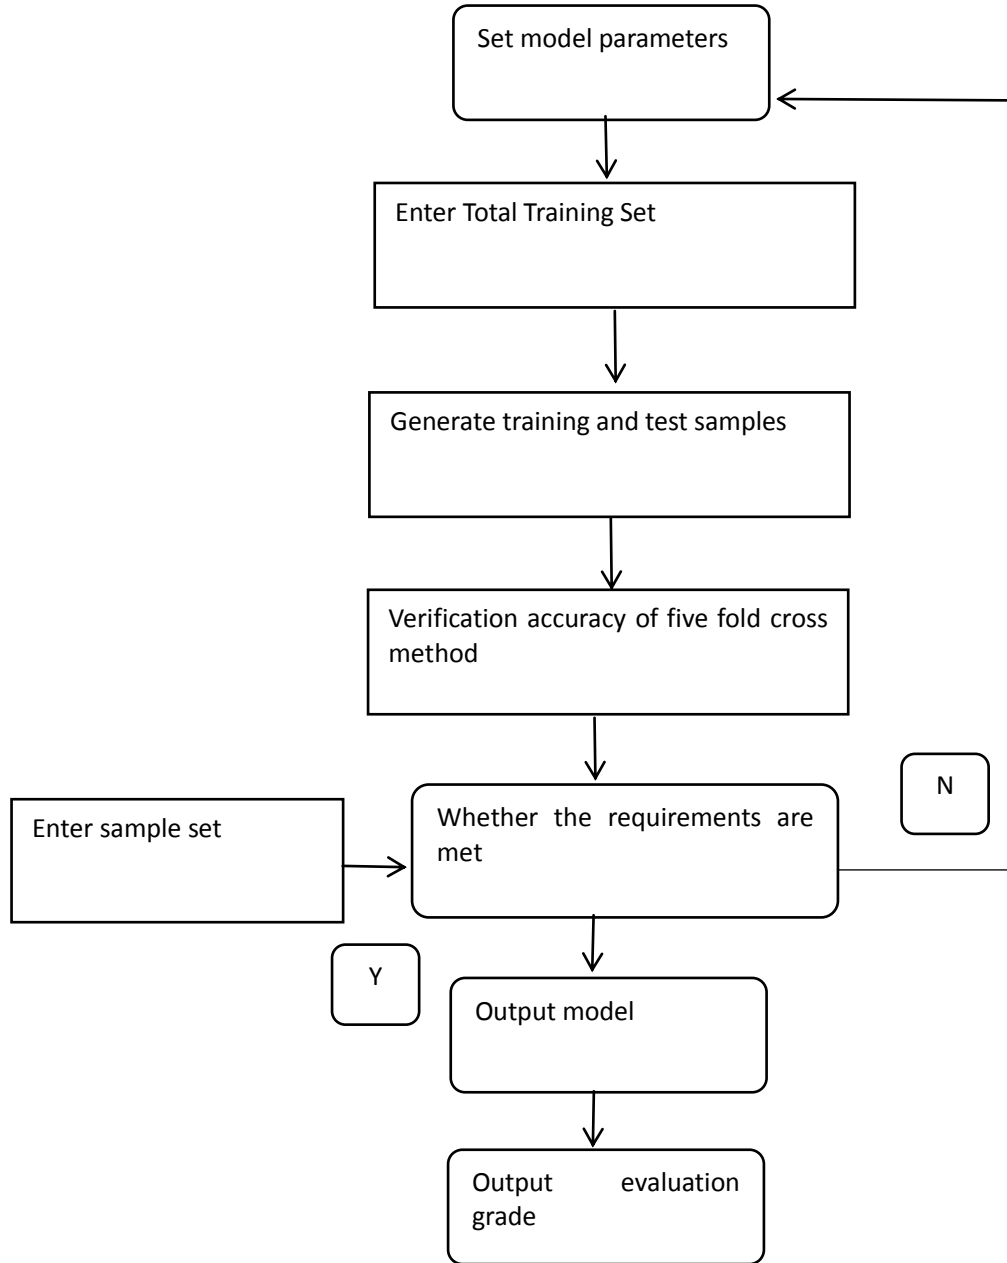 Set model parameters
Enter Total Training Set
Generate training and test samples
Verification accuracy of five fold cross
method
N
Enter sample set
Whether the requirements are
met
Y
Output model
Output evaluation
grade